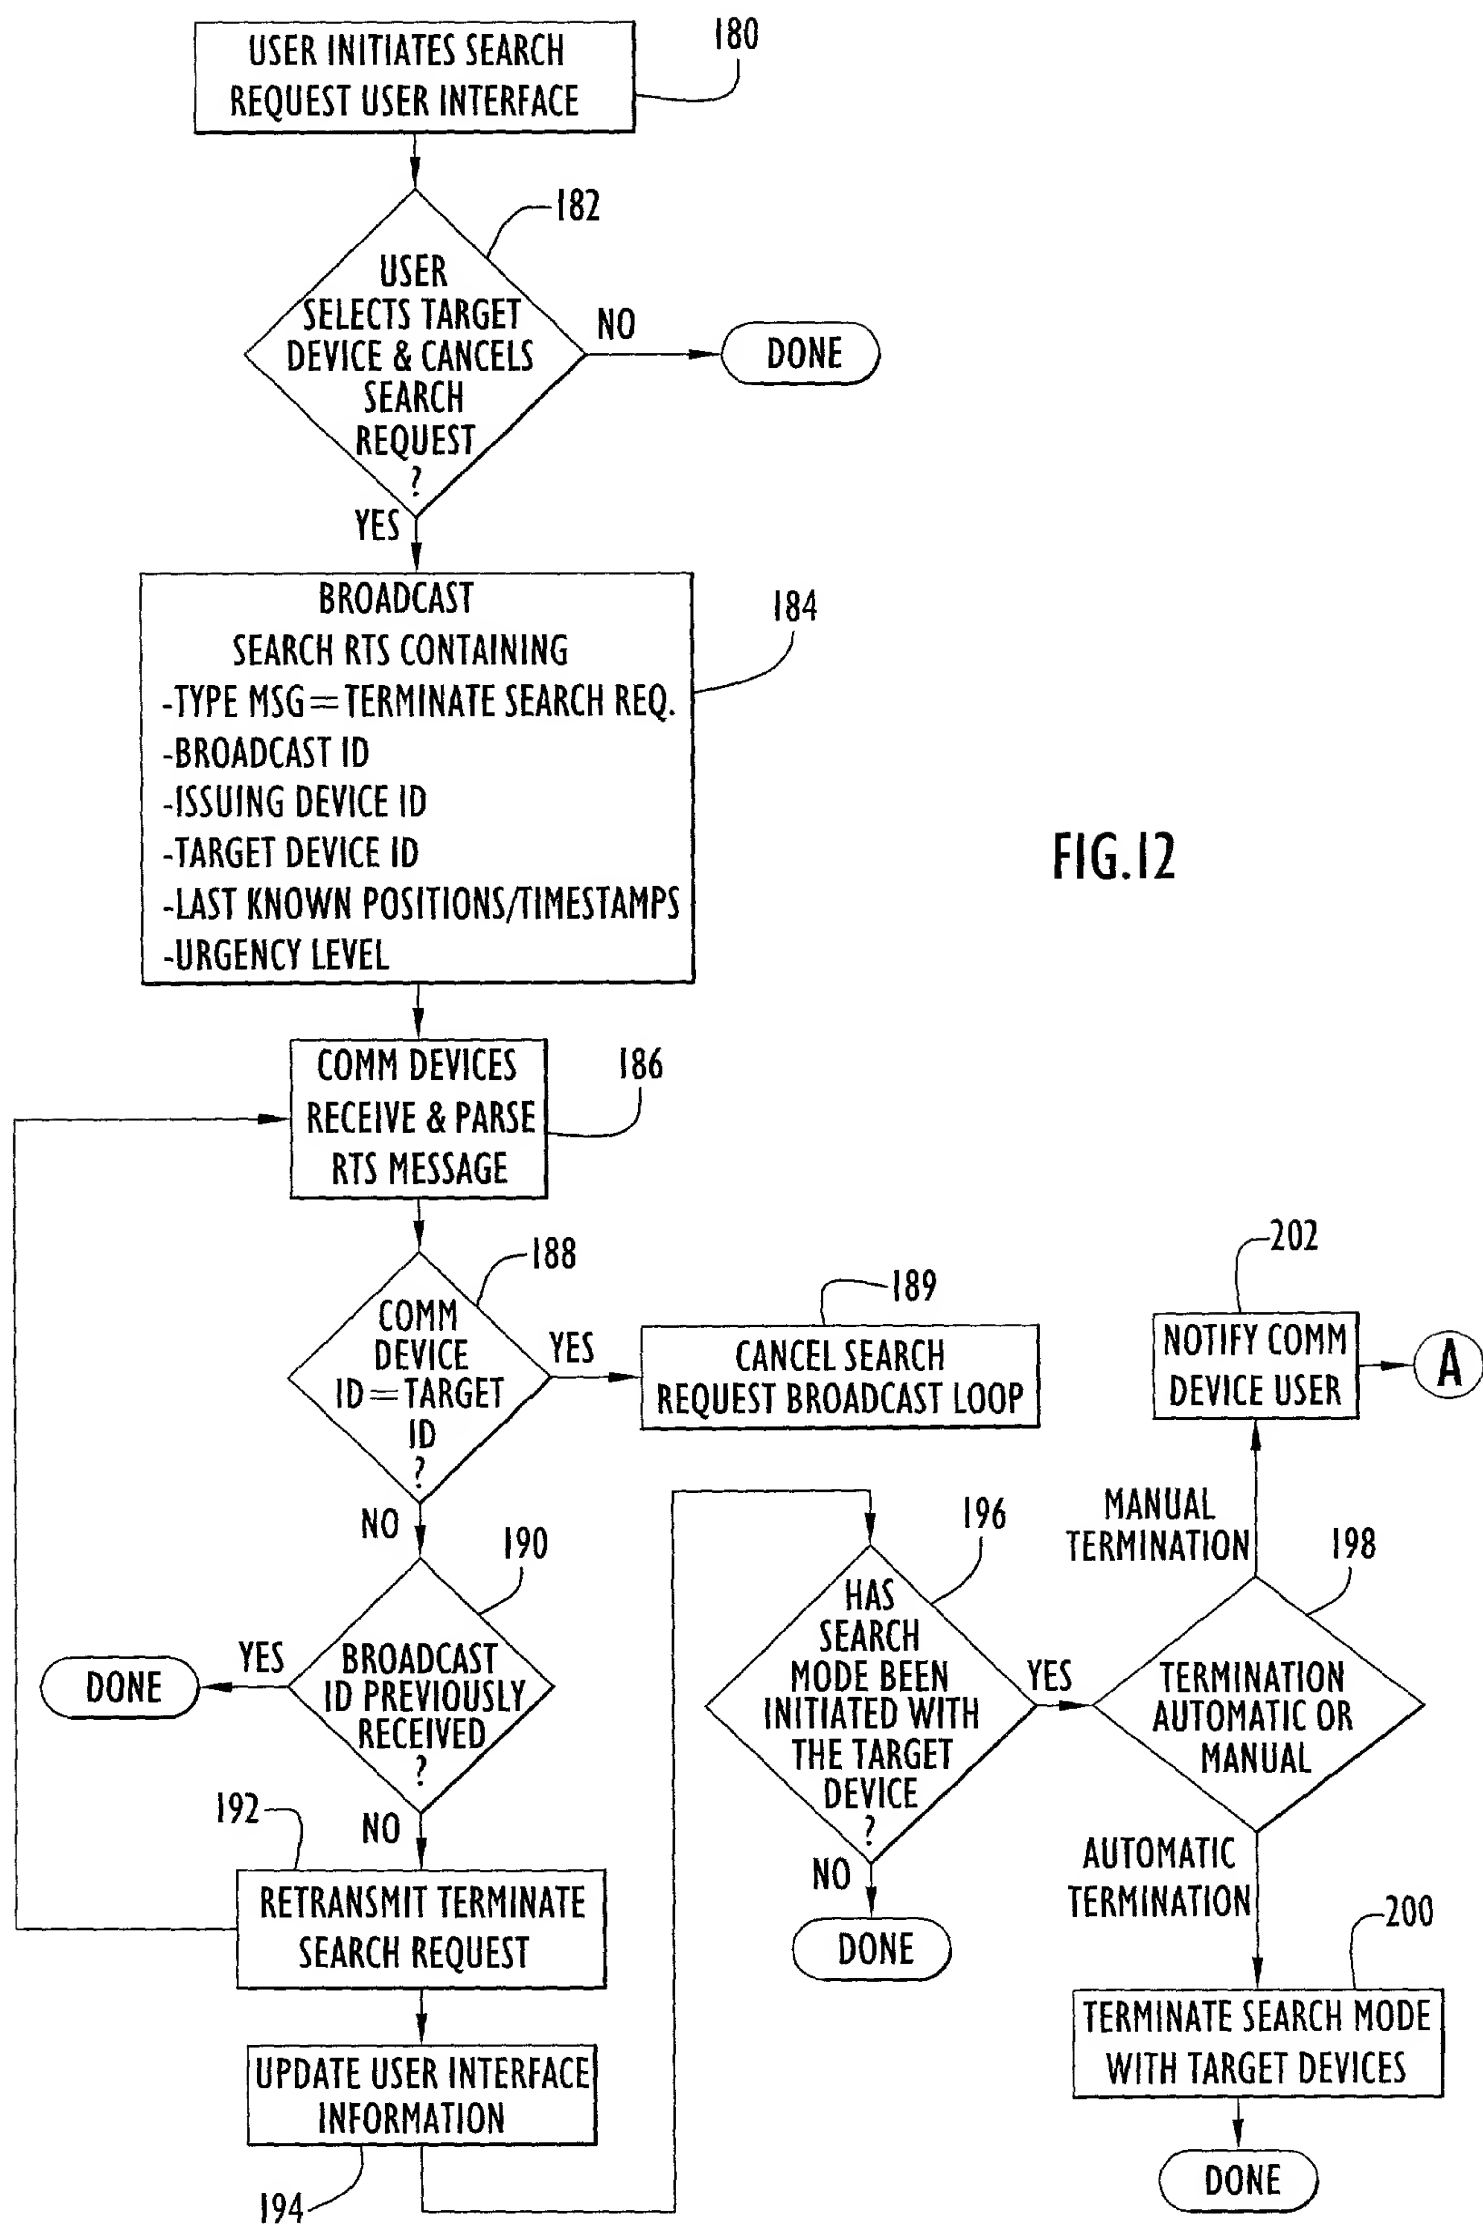 USER INITIATES SEARCH
REQUEST USER INTERFACE
180
182
USER
SELECTS TARGET
DEVICE & CANCELS
SEARCH
REQUEST
?
NO
DONE
YES
BROADCAST
SEARCH RTS CONTAINING
-TYPE MSG=TERMINATE SEARCH REQ.
-BROADCAST ID
-ISSUING DEVICE ID
-TARGET DEVICE ID
-LAST KNOWN POSITIONS/TIMESTAMPS
-URGENCY LEVEL
184
FIG.12
COMM DEVICES
RECEIVE & PARSE
RTS MESSAGE
186
188
COMM
DEVICE
ID=TARGET
ID
?
YES
189
CANCEL SEARCH
REQUEST BROADCAST LOOP
NO
190
BROADCAST
ID PREVIOUSLY
RECEIVED
?
YES
DONE
NO
192
RETRANSMIT TERMINATE
SEARCH REQUEST
UPDATE USER INTERFACE
INFORMATION
194
196
HAS
SEARCH
MODE BEEN
INITIATED WITH
THE TARGET
DEVICE
?
YES
NO
DONE
198
TERMINATION
AUTOMATIC OR
MANUAL
MANUAL
TERMINATION
202
NOTIFY COMM
DEVICE USER
A
AUTOMATIC
TERMINATION
200
TERMINATE SEARCH MODE
WITH TARGET DEVICES
DONE